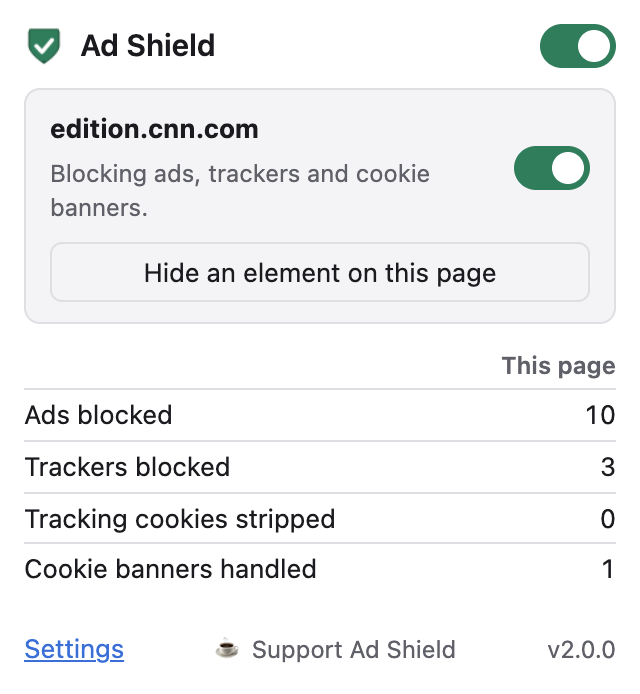 Ad Shield
edition.cnn.com
Blocking ads, trackers and cookie
banners.
Hide an element on this page
This page
Ads blocked 10
Trackers blocked 3
Tracking cookies stripped 0
Cookie banners handled 1
Settings Support Ad Shield v2.0.0